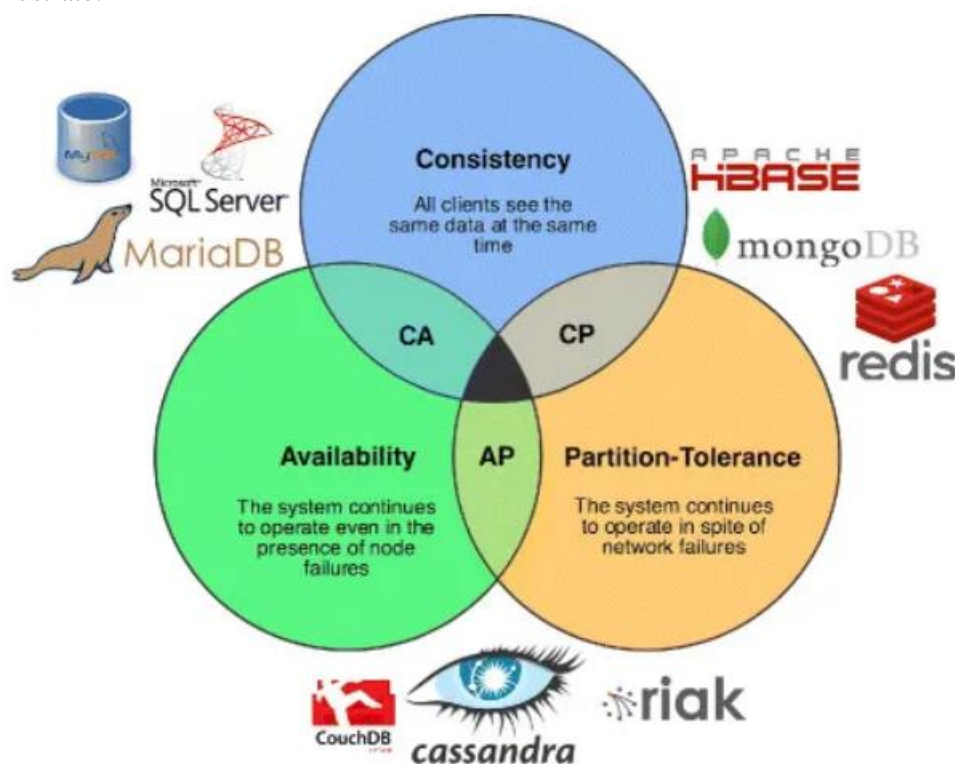 MySQL
Microsoft
SQL Server
MariaDB
Consistency
All clients see the
same data at the same
time
APACHE
HBASE
mongoDB
redis
CA
CP
AP
Availability
The system continues
to operate even in the
presence of node
failures
Partition-Tolerance
The system continues
to operate in spite of
network failures
CouchDB
cassandra
riak